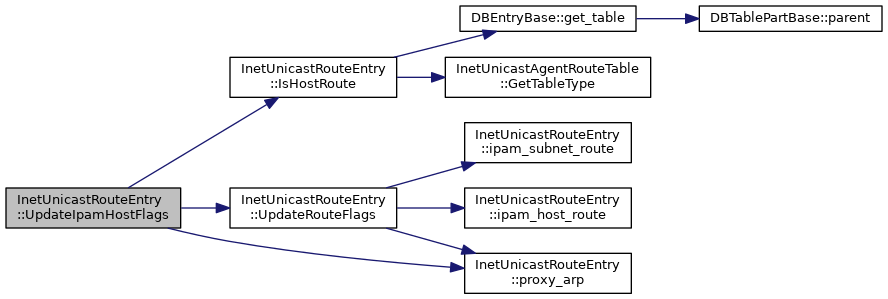 DBEntryBase::get_table
DBTablePartBase::parent
InetUnicastRouteEntry
::IsHostRoute
InetUnicastAgentRouteTable
::GetTableType
InetUnicastRouteEntry
::ipam_subnet_route
InetUnicastRouteEntry
::UpdateIpamHostFlags
InetUnicastRouteEntry
::UpdateRouteFlags
InetUnicastRouteEntry
::ipam_host_route
InetUnicastRouteEntry
::proxy_arp